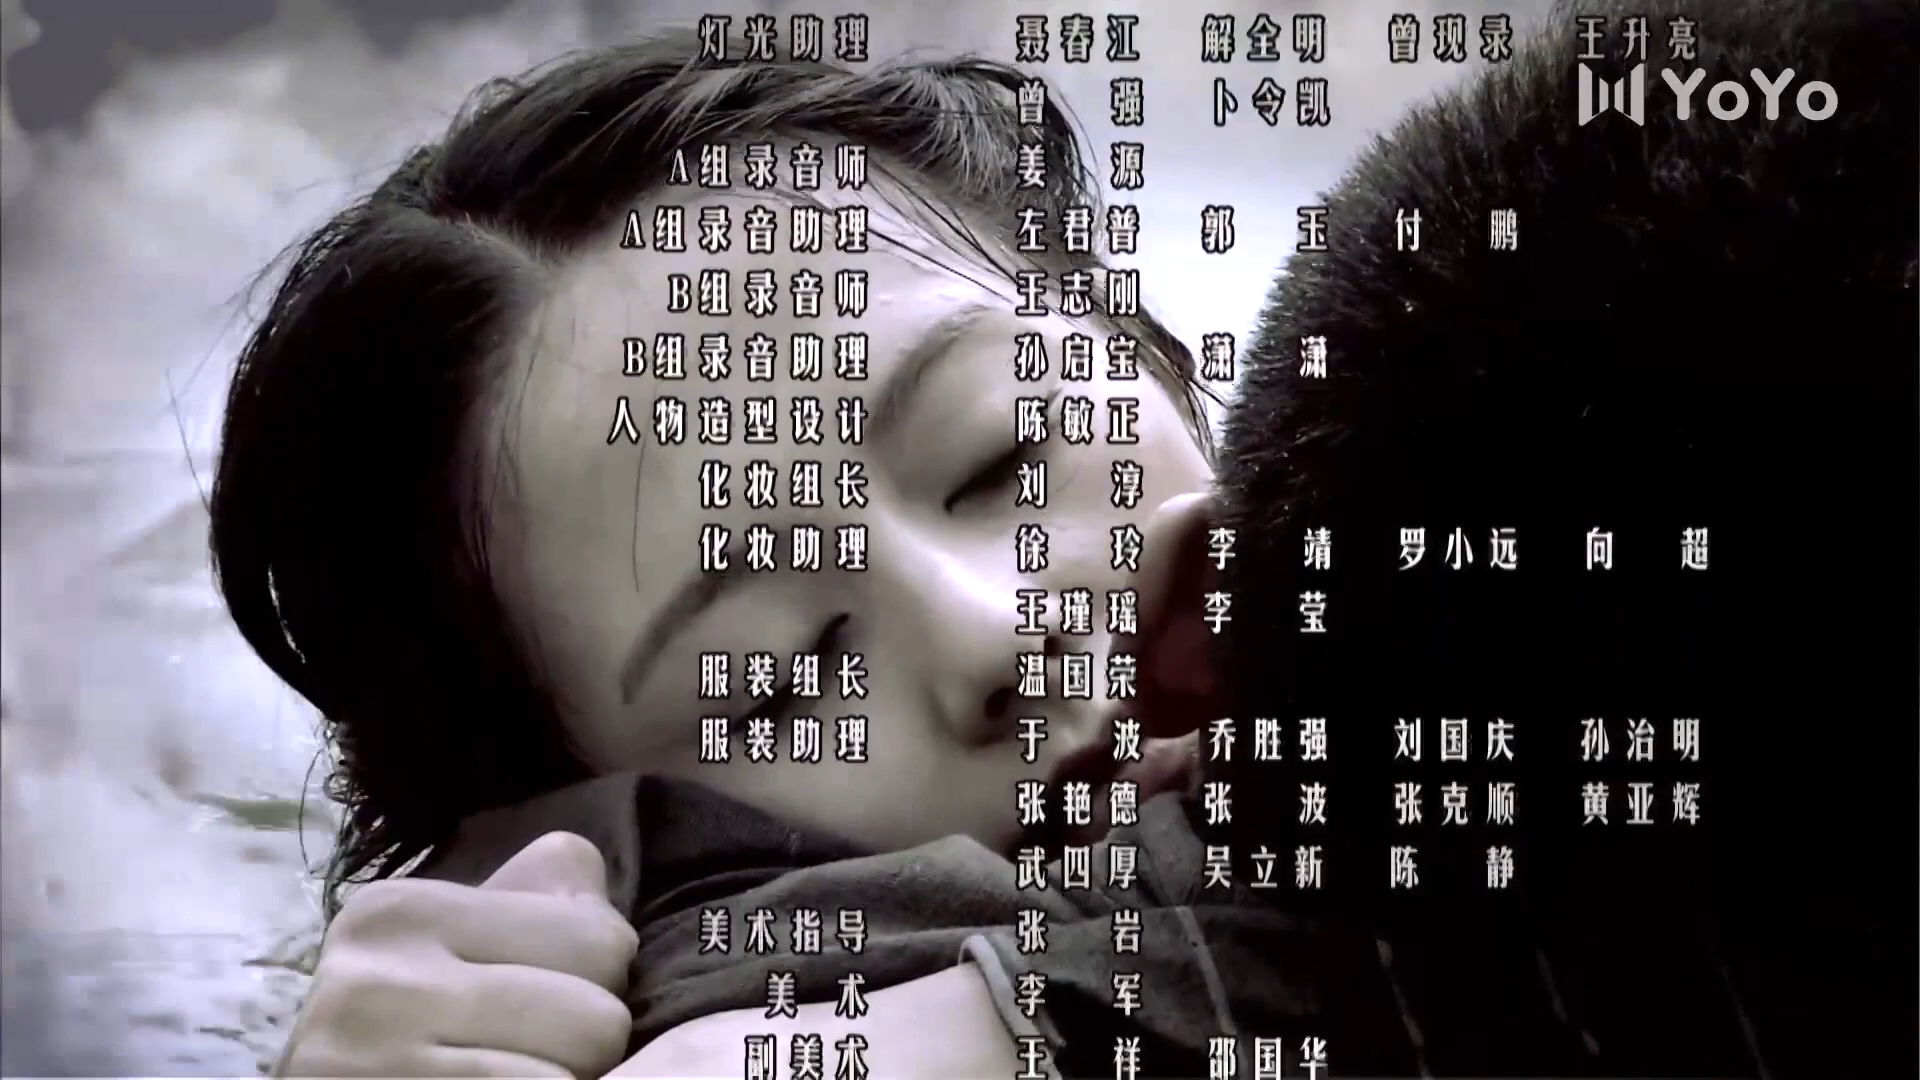 灯光助理 聂春江 解全明 曾现录 王升亮
YoYo
曾强 卜令凯
A组录音师 姜源
A组录音助理 左君普 郭玉 付鹏
B组录音师 王志刚
B组录音助理 孙启宝 潇潇
人物造型设计 陈敏正
化妆组长 刘淳
化妆助理 徐玲 李靖 罗小远 向超
王瑾瑶 李莹
服装组长 温国荣
服装助理 于波 乔胜强 刘国庆 孙治明
张艳德 张波 张克顺 黄亚辉
武四厚 吴立新 陈静
美术指导 张岩
美术 李军
副美术 王祥 邵国华